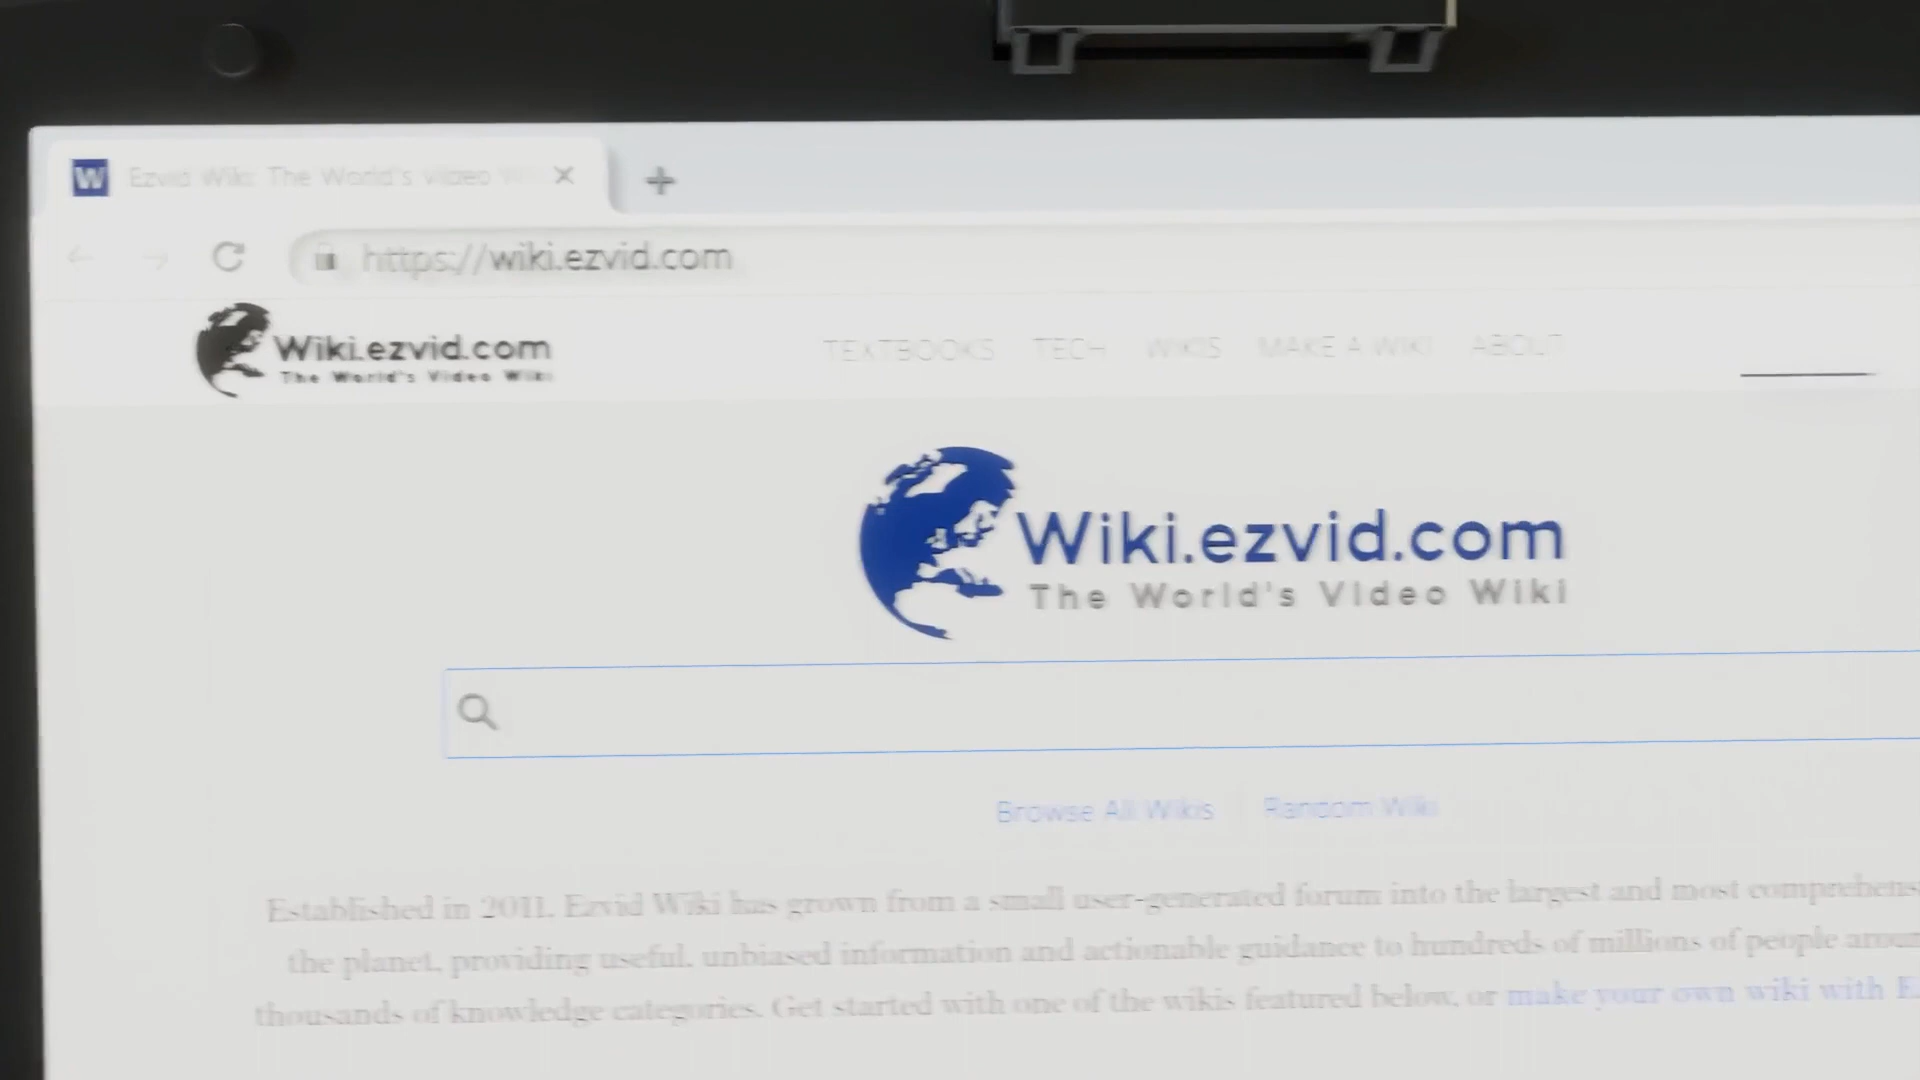 W
Ezvid Wiki: The World's Video W
https://wiki.ezvid.com
Wiki.ezvid.com
The World's Video Wiki
TEXTBOOKS TECH WIKIS MAKE A WIKI ABOUT
Wiki.ezvid.com
The World's Video Wiki
Browse All Wikis Random Wiki
Established in 2011, Ezvid Wiki has grown from a small user-generated forum into the largest and most comprehens
the planet, providing useful, unbiased information and actionable guidance to hundreds of millions of people aroun
thousands of knowledge categories. Get started with one of the wikis featured below, or make your own wiki with E